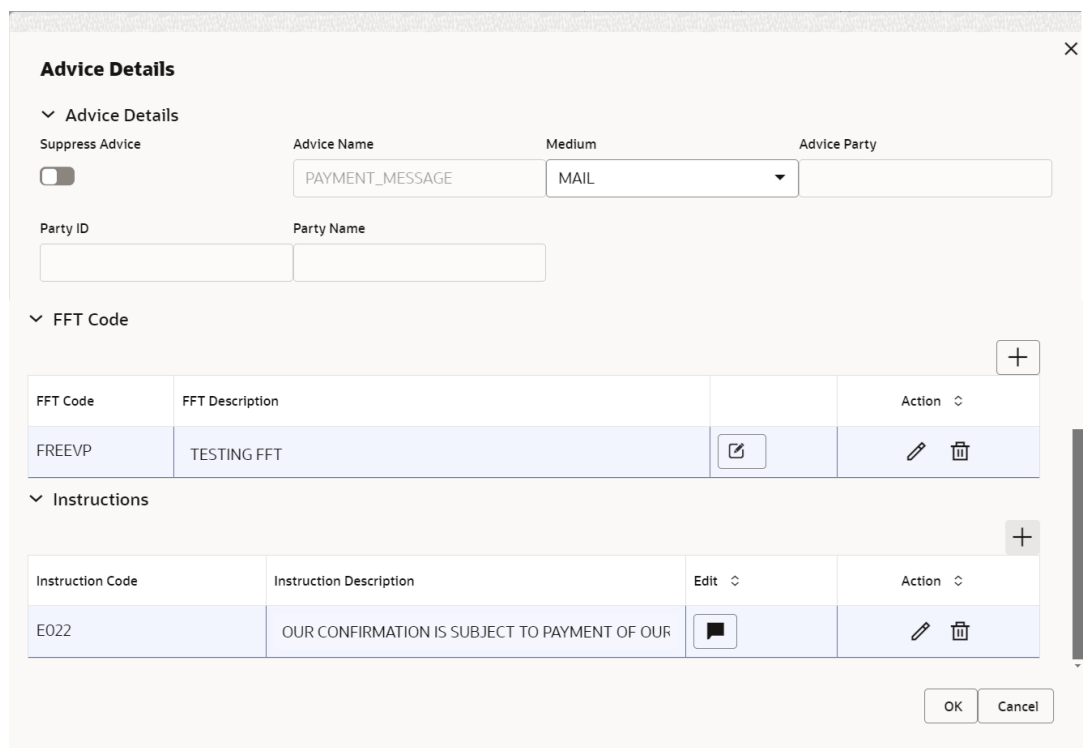 Advice Details
Advice Details
Suppress Advice Advice Name Medium Advice Party
PAYMENT_MESSAGE MAIL
Party ID Party Name
FFT Code
FFT Code FFT Description Action
FREEVP TESTING FFT
Instructions
Instruction Code Instruction Description Edit Action
E022 OUR CONFIRMATION IS SUBJECT TO PAYMENT OF OUR
OK Cancel